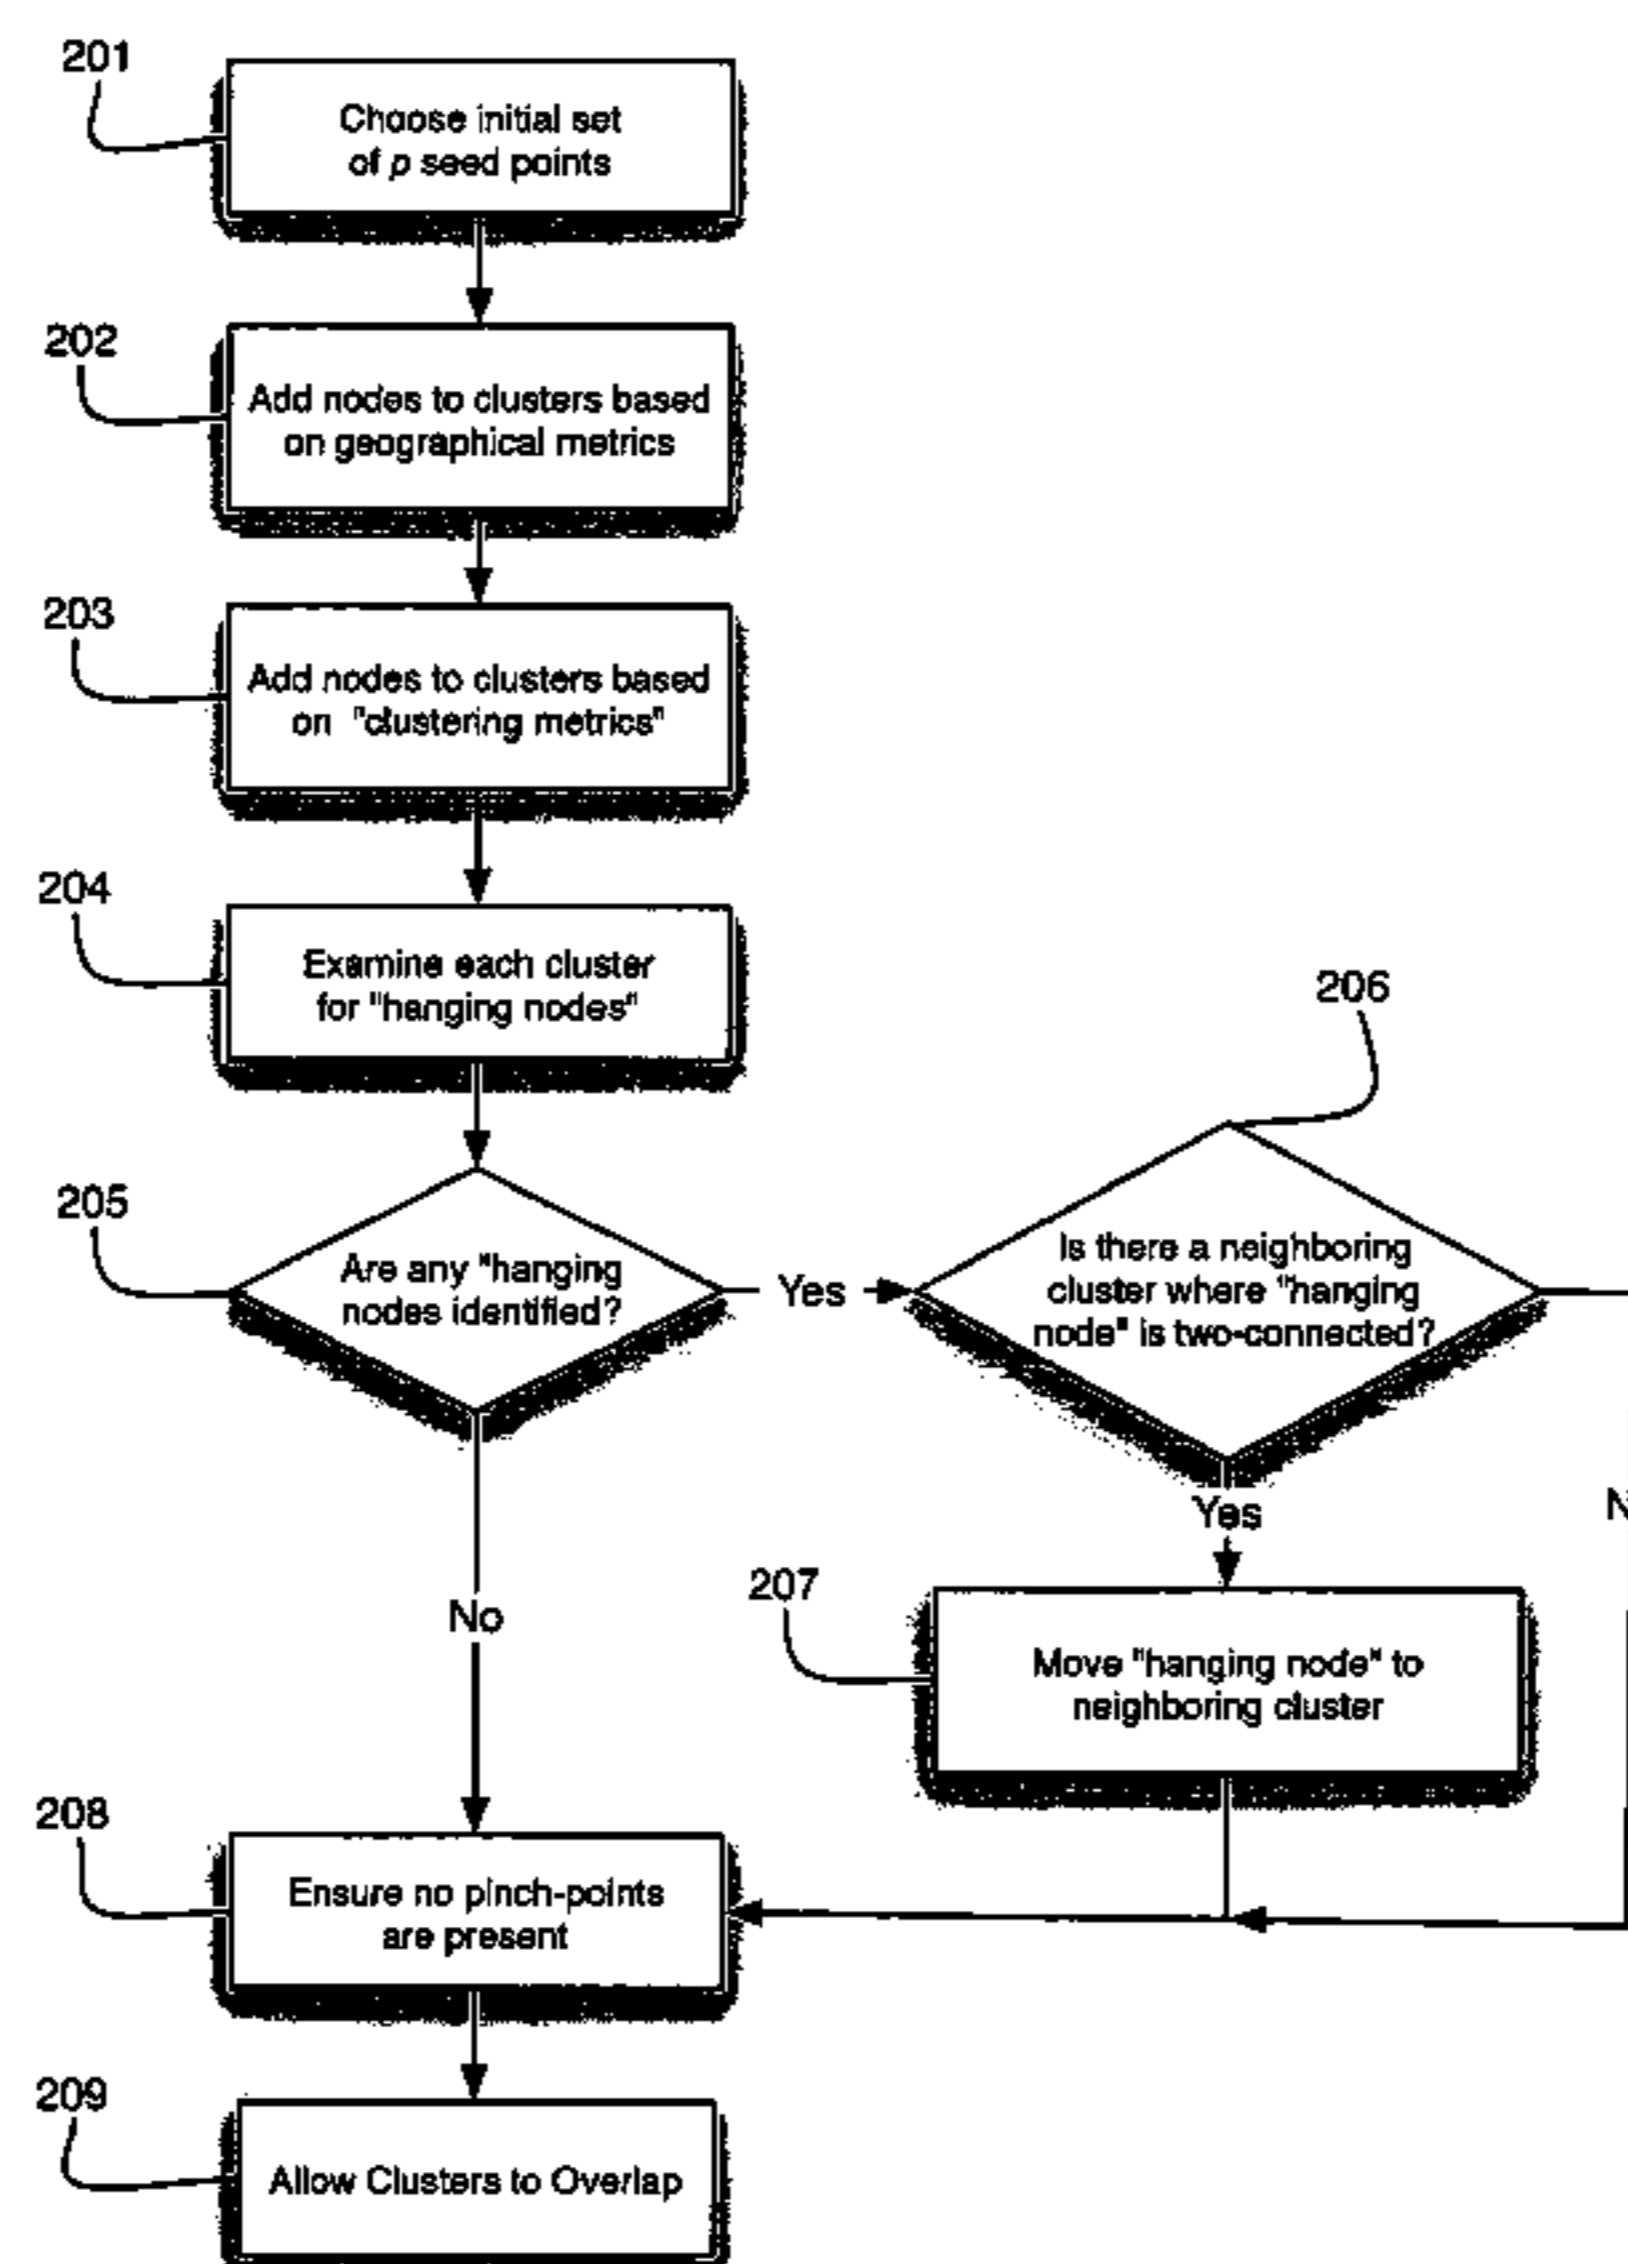 201
Choose initial set
of p seed points
202
Add nodes to clusters based
on geographical metrics
203
Add nodes to clusters based
on "clustering metrics"
204
Examine each cluster
for "hanging nodes"
205
Are any "hanging
nodes identified?
Yes
206
Is there a neighboring
cluster where "hanging
node" is two-connected?
Yes
No
207
Move "hanging node" to
neighboring cluster
208
Ensure no pinch-points
are present
209
Allow Clusters to Overlap